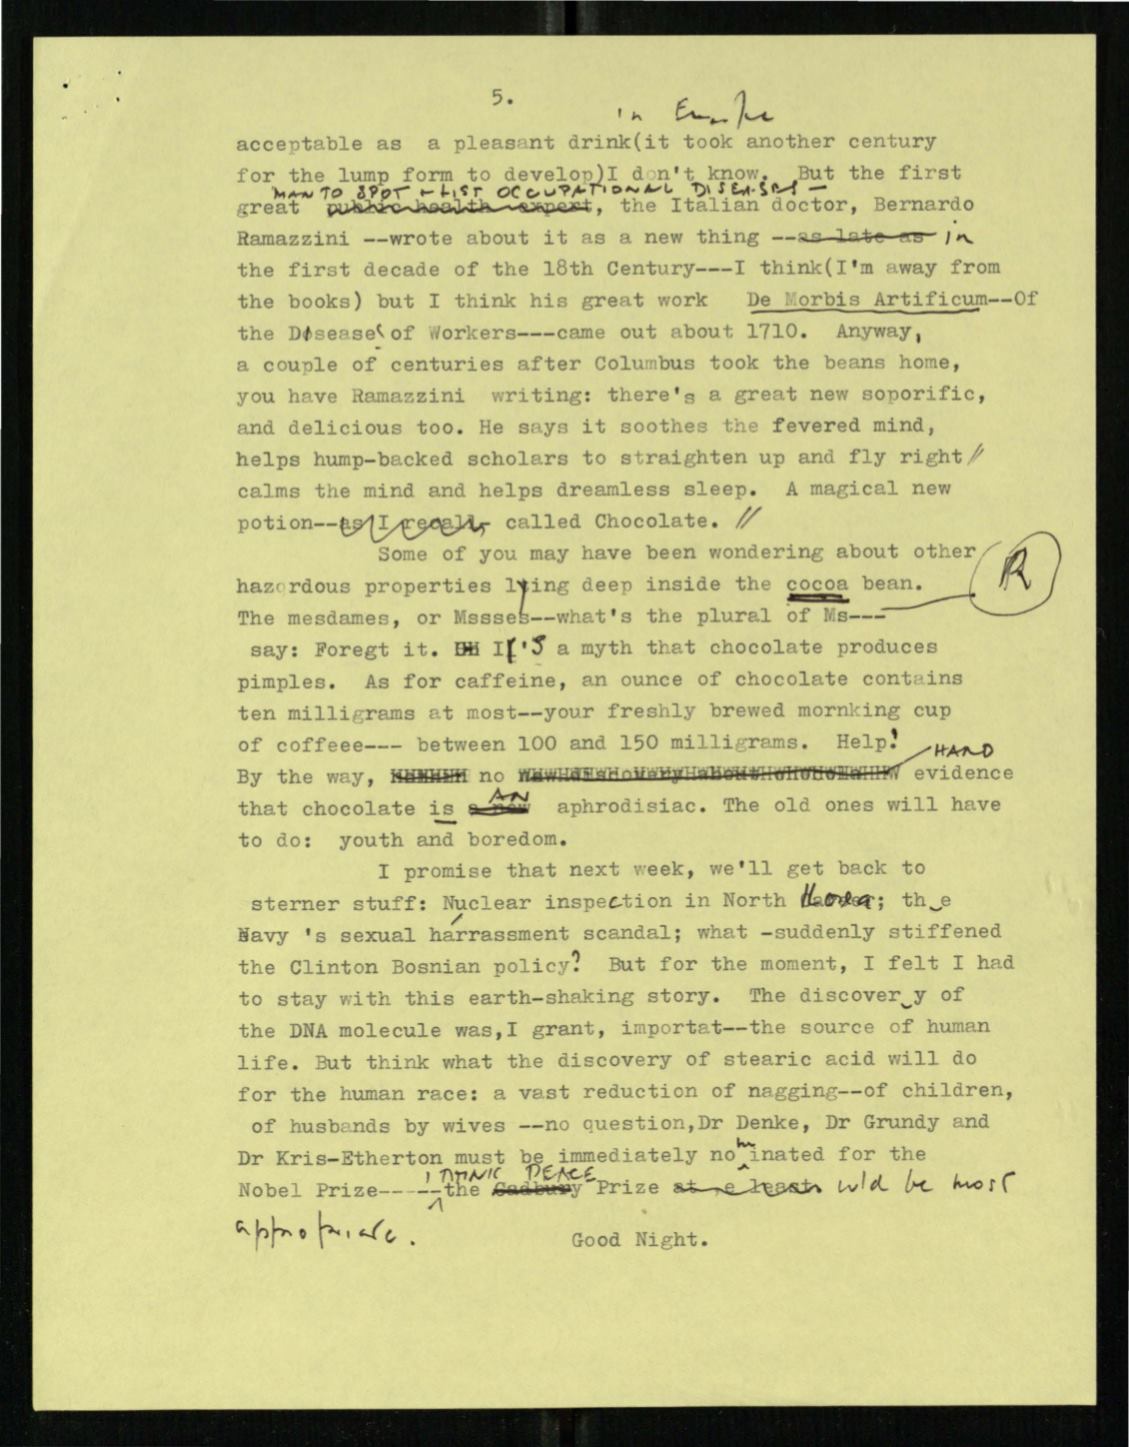 5.
in Europe
acceptable as a pleasant drink(it took another century
for the lump form to develop)I don't know. But the first
MAN TO SPOT + LIST OCCUPATIONAL DISEASES —
great public health expert, the Italian doctor, Bernardo
Ramazzini --wrote about it as a new thing --as late as in
the first decade of the 18th Century---I think(I'm away from
the books) but I think his great work De Morbis Artificum--Of
the Disease of Workers---came out about 1710. Anyway,
a couple of centuries after Columbus took the beans home,
you have Ramazzini writing: there's a great new soporific,
and delicious too. He says it soothes the fevered mind,
helps hump-backed scholars to straighten up and fly right//
calms the mind and helps dreamless sleep. A magical new
potion--as I recall, called Chocolate. //
Some of you may have been wondering about other
hazardous properties lying deep inside the cocoa bean. R
The mesdames, or Mssses--what's the plural of Ms---
say: Foregt it. It'S a myth that chocolate produces
pimples. As for caffeine, an ounce of chocolate contains
ten milligrams at most--your freshly brewed mornking cup
of coffeee--- between 100 and 150 milligrams. Help!
HARD
By the way, no new discovery about evidence
AN
that chocolate is a new aphrodisiac. The old ones will have
to do: youth and boredom.
I promise that next week, we'll get back to
sterner stuff: Nuclear inspection in North Korea; the
Navy 's sexual harrassment scandal; what -suddenly stiffened
the Clinton Bosnian policy? But for the moment, I felt I had
to stay with this earth-shaking story. The discovery of
the DNA molecule was,I grant, importat--the source of human
life. But think what the discovery of stearic acid will do
for the human race: a vast reduction of nagging--of children,
of husbands by wives --no question,Dr Denke, Dr Grundy and
Dr Kris-Etherton must be immediately nominated for the
I THINK PEACE
Nobel Prize-----the Cadbury Prize at least wld be most
appropriate.
Good Night.